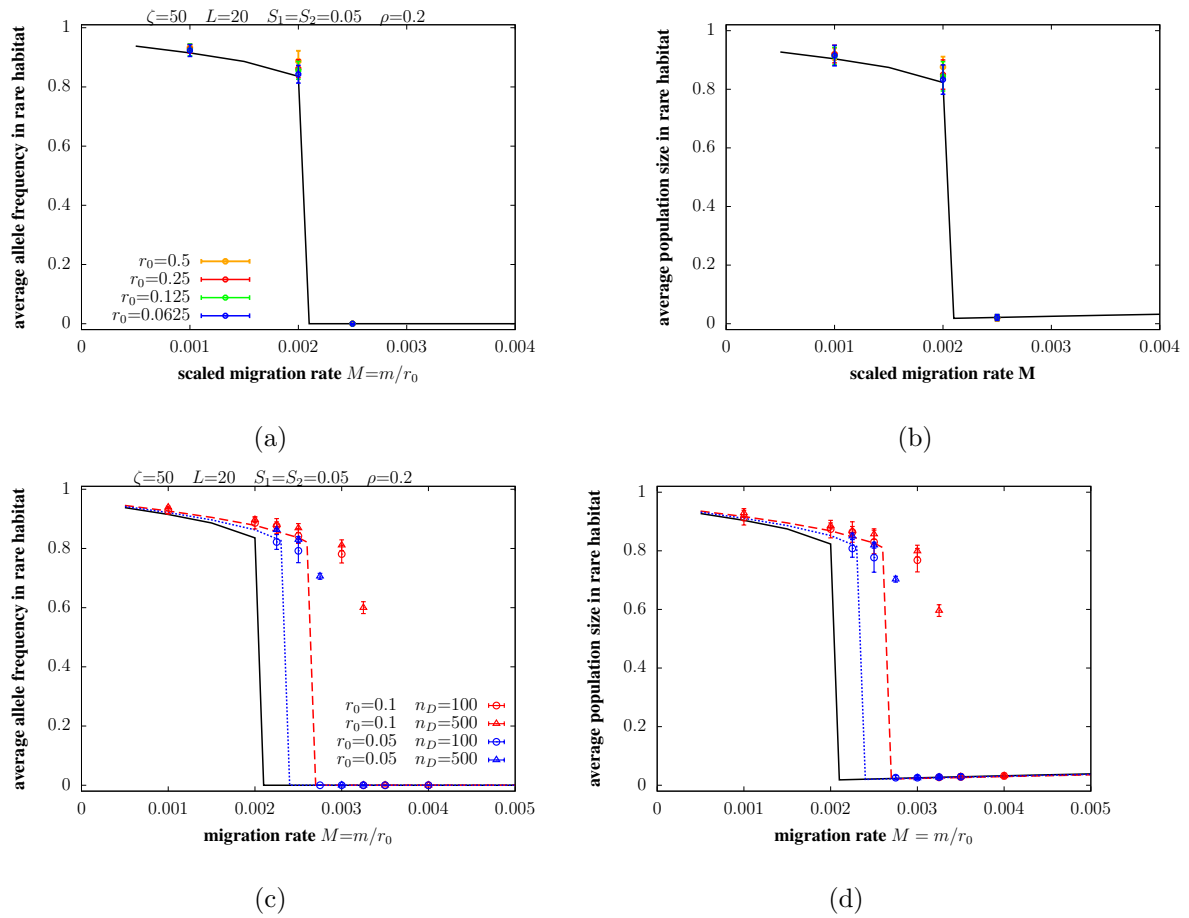 ζ=50 L=20 S₁=S₂=0.05 ρ=0.2
average allele frequency in rare habitat
1
0.8
0.6
0.4
0.2
0
r₀=0.5
r₀=0.25
r₀=0.125
r₀=0.0625
0 0.001 0.002 0.003 0.004
scaled migration rate M=m/r₀
(a)
average population size in rare habitat
1
0.8
0.6
0.4
0.2
0
0 0.001 0.002 0.003 0.004
scaled migration rate M
(b)
ζ=50 L=20 S₁=S₂=0.05 ρ=0.2
average allele frequency in rare habitat
1
0.8
0.6
0.4
0.2
0
r₀=0.1 n_D=100
r₀=0.1 n_D=500
r₀=0.05 n_D=100
r₀=0.05 n_D=500
0 0.001 0.002 0.003 0.004 0.005
migration rate M=m/r₀
(c)
average population size in rare habitat
1
0.8
0.6
0.4
0.2
0
0 0.001 0.002 0.003 0.004 0.005
migration rate M = m/r₀
(d)